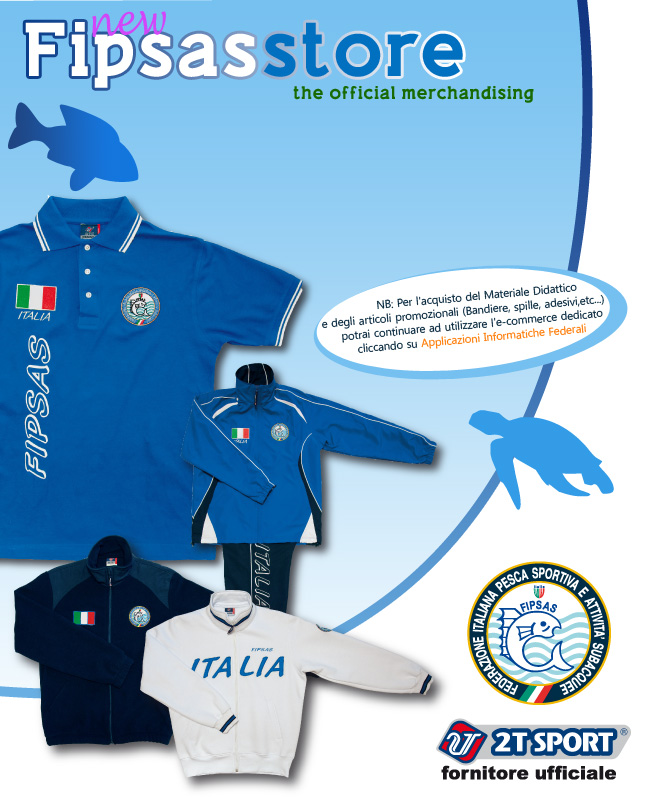 new
Fipsasstore
the official merchandising
ITALIA
FIPSAS
NB: Per l'acquisto del Materiale Didattico
e degli articoli promozionali (Bandiere, spille, adesivi,etc...)
potrai continuare ad utilizzare l'e-commerce dedicato
cliccando su Applicazioni Informatiche Federali
ITALIA
ITALIA
FIPSAS
ITALIA
FEDERAZIONE ITALIANA PESCA SPORTIVA E ATTIVITA' SUBACQUEE
FIPSAS
2T SPORT®
fornitore ufficiale